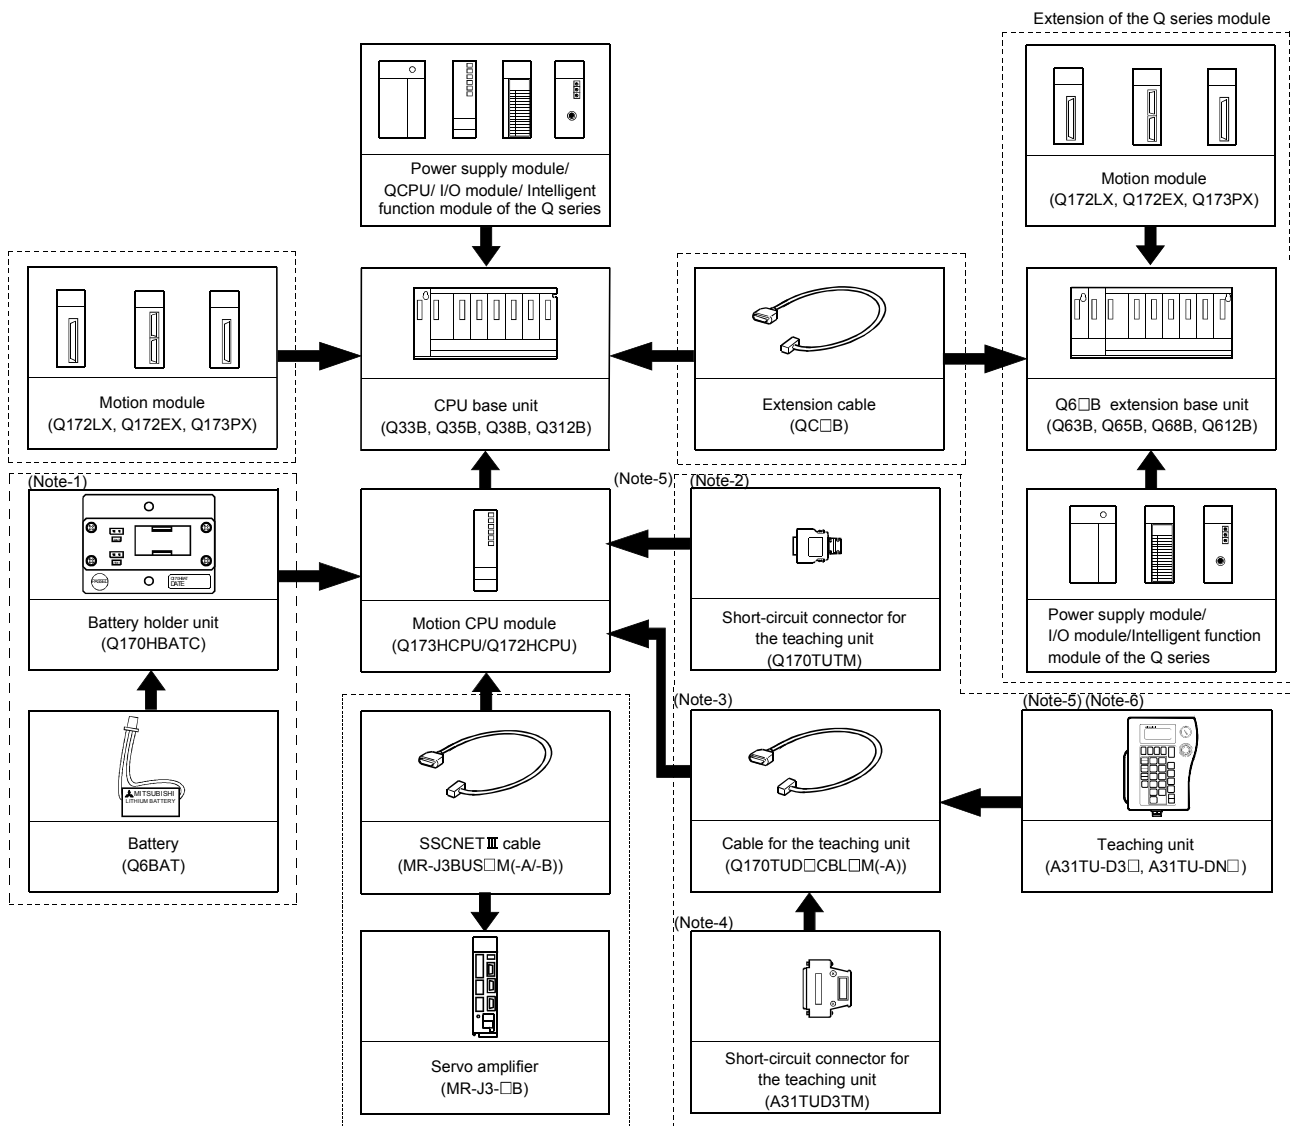 Extension of the Q series module
Power supply module/
QCPU/ I/O module/ Intelligent
function module of the Q series
Motion module
(Q172LX, Q172EX, Q173PX)
Motion module
(Q172LX, Q172EX, Q173PX)
CPU base unit
(Q33B, Q35B, Q38B, Q312B)
Extension cable
(QC□B)
Q6□B extension base unit
(Q63B, Q65B, Q68B, Q612B)
(Note-1)
PASSED
DATE
Battery holder unit
(Q170HBATC)
Motion CPU module
(Q173HCPU/Q172HCPU)
(Note-5)
(Note-2)
Short-circuit connector for
the teaching unit
(Q170TUTM)
Power supply module/
I/O module/Intelligent function
module of the Q series
MITSUBISHI
LITHIUM BATTERY
Battery
(Q6BAT)
SSCNETⅢ cable
(MR-J3BUS□M(-A/-B))
(Note-3)
Cable for the teaching unit
(Q170TUD□CBL□M(-A))
(Note-5) (Note-6)
Teaching unit
(A31TU-D3□, A31TU-DN□)
Servo amplifier
(MR-J3-□B)
(Note-4)
Short-circuit connector for
the teaching unit
(A31TUD3TM)